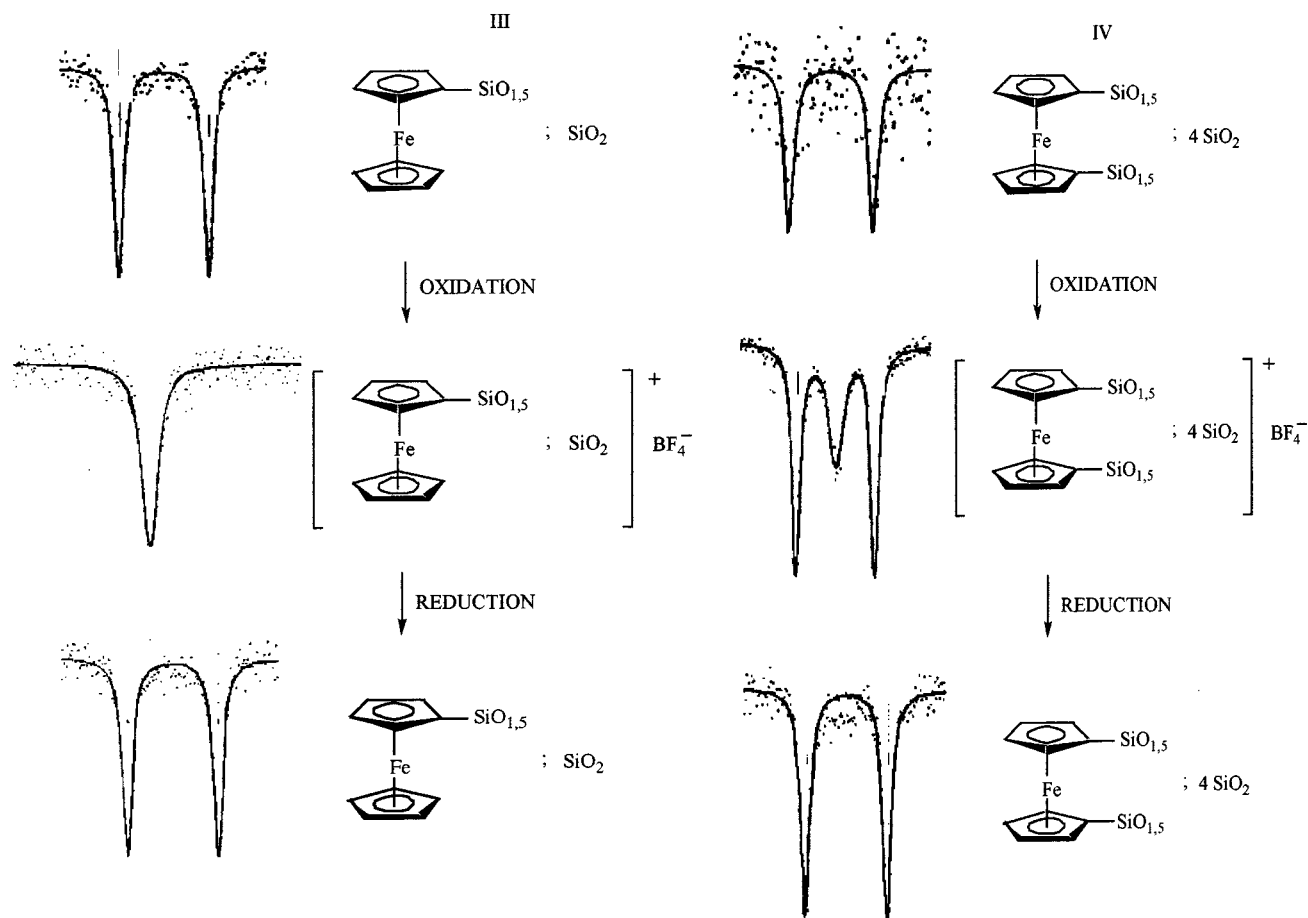 III
SiO1,5
Fe
; SiO2
OXIDATION
SiO1,5
Fe
; SiO2
+
BF4−
REDUCTION
SiO1,5
Fe
; SiO2
IV
SiO1,5
Fe
; 4 SiO2
SiO1,5
OXIDATION
SiO1,5
Fe
; 4 SiO2
SiO1,5
+
BF4−
REDUCTION
SiO1,5
Fe
; 4 SiO2
SiO1,5